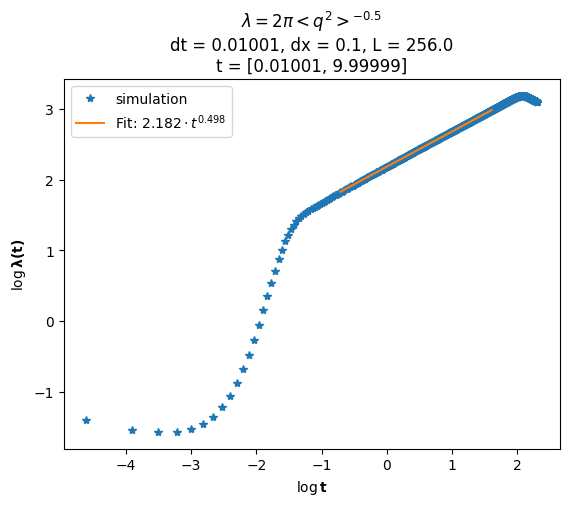 λ = 2π < q² >⁻⁰·⁵
dt = 0.01001, dx = 0.1, L = 256.0
t = [0.01001, 9.99999]
simulation
Fit: 2.182 · t^0.498
3
2
1
0
−1
log λ(t)
−4
−3
−2
−1
0
1
2
log t